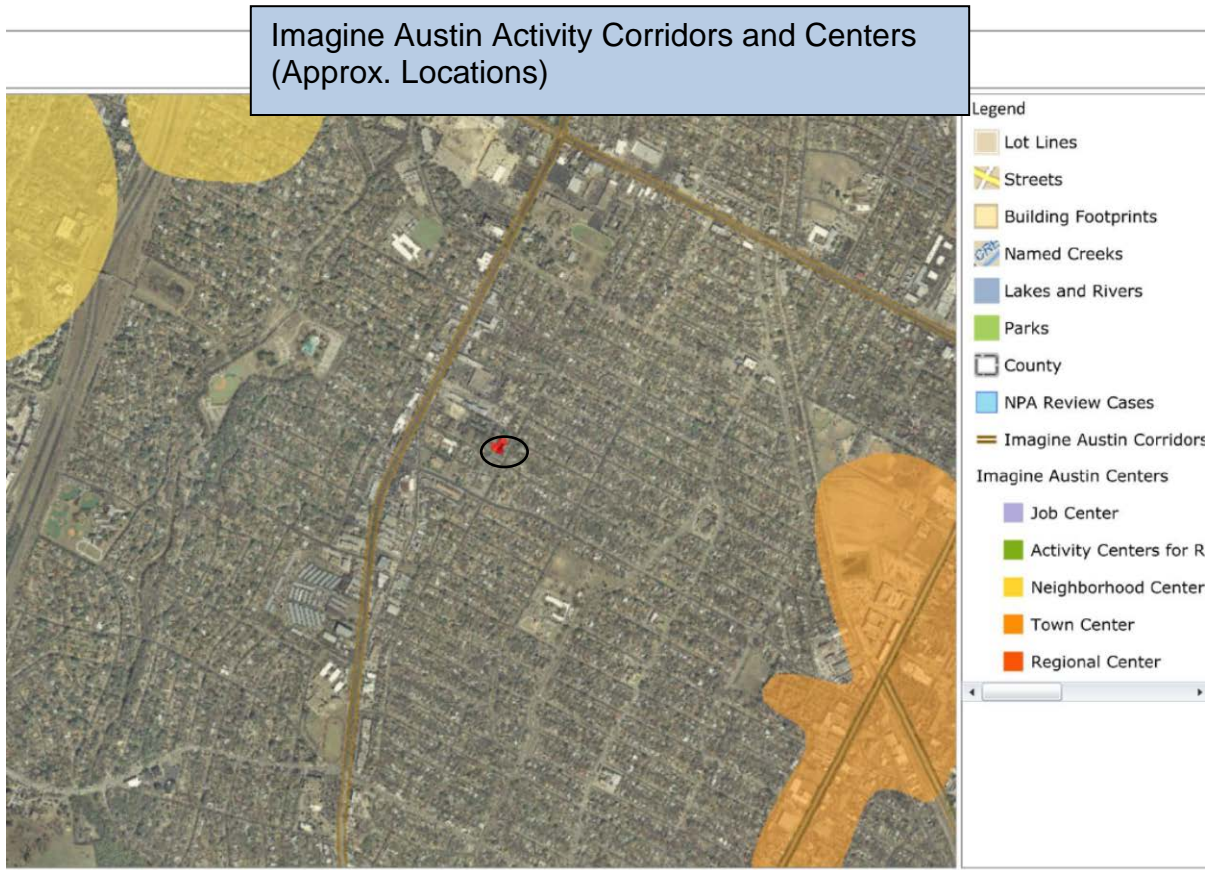 Imagine Austin Activity Corridors and Centers
(Approx. Locations)
Legend
Lot Lines
Streets
Building Footprints
CRE
Named Creeks
Lakes and Rivers
Parks
County
NPA Review Cases
Imagine Austin Corridors
Imagine Austin Centers
Job Center
Activity Centers for R
Neighborhood Center
Town Center
Regional Center